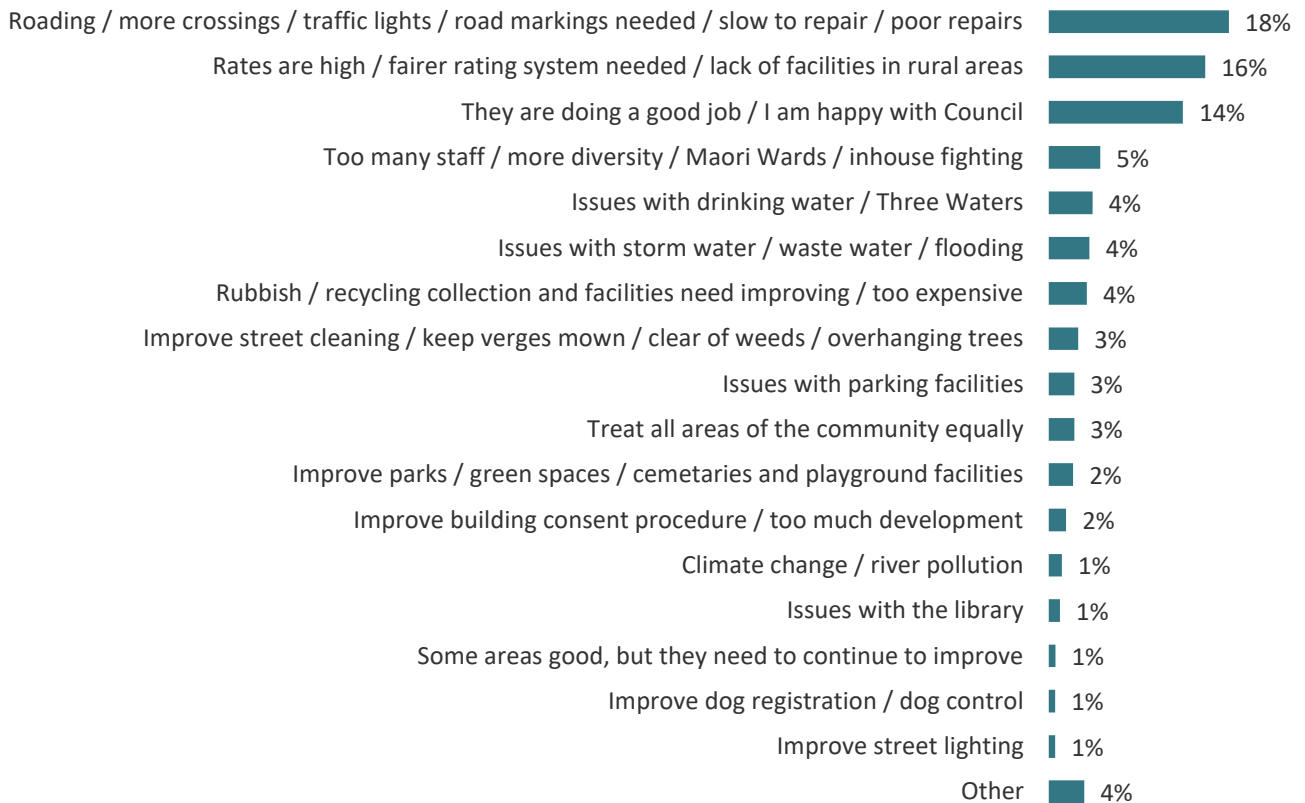 Roading / more crossings / traffic lights / road markings needed / slow to repair / poor repairs 18%
Rates are high / fairer rating system needed / lack of facilities in rural areas 16%
They are doing a good job / I am happy with Council 14%
Too many staff / more diversity / Maori Wards / inhouse fighting 5%
Issues with drinking water / Three Waters 4%
Issues with storm water / waste water / flooding 4%
Rubbish / recycling collection and facilities need improving / too expensive 4%
Improve street cleaning / keep verges mown / clear of weeds / overhanging trees 3%
Issues with parking facilities 3%
Treat all areas of the community equally 3%
Improve parks / green spaces / cemetaries and playground facilities 2%
Improve building consent procedure / too much development 2%
Climate change / river pollution 1%
Issues with the library 1%
Some areas good, but they need to continue to improve 1%
Improve dog registration / dog control 1%
Improve street lighting 1%
Other 4%